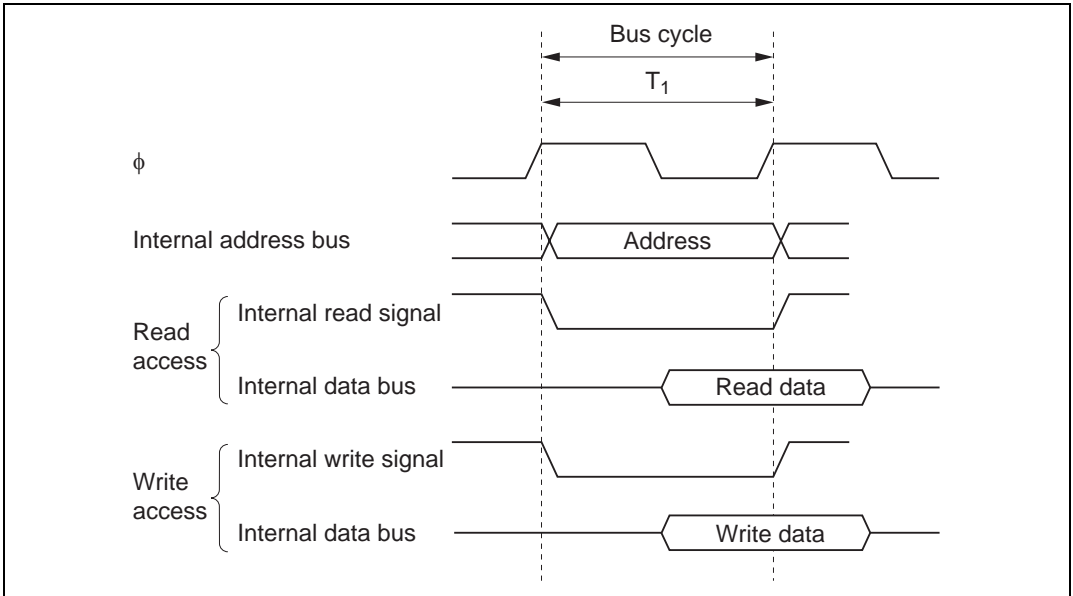 Bus cycle
T1
ϕ
Internal address bus
Address
Read access
Internal read signal
Internal data bus
Read data
Write access
Internal write signal
Internal data bus
Write data